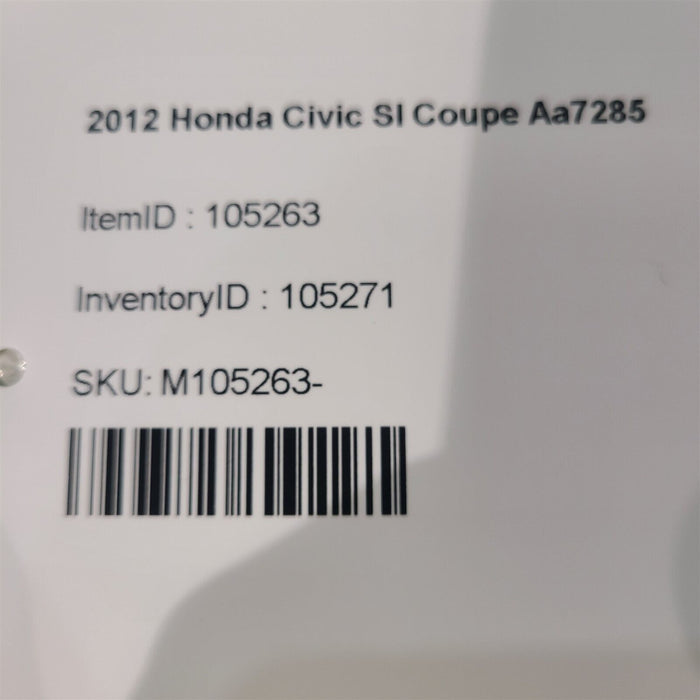 2012 Honda Civic SI Coupe Aa7285
ItemID : 105263
InventoryID : 105271
SKU: M105263-